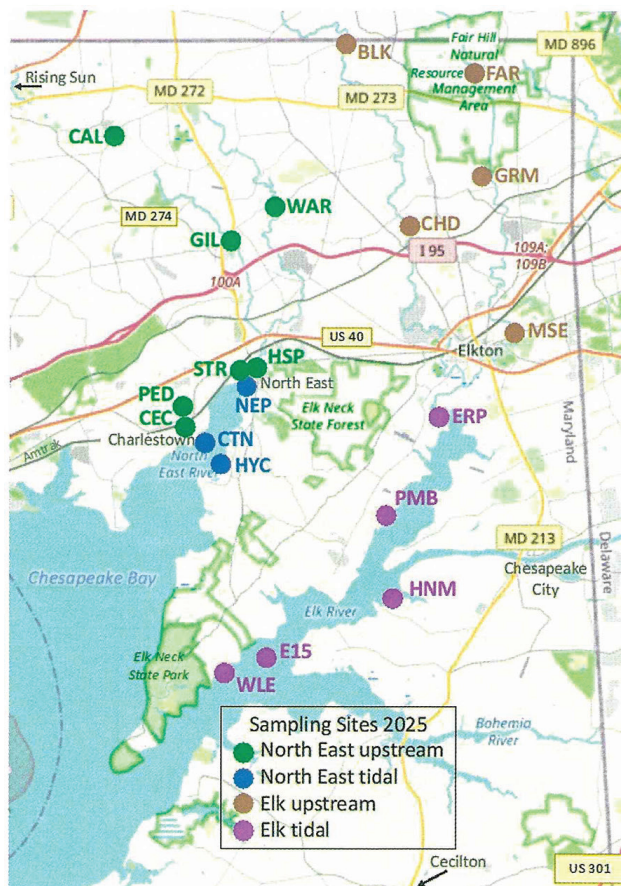 BLK
Fair Hill
Natural
Resource
Management
Area
FAR
MD 896
Rising Sun
MD 272
MD 273
CAL
GRM
MD 274
WAR
CHD
GIL
I 95
109A;
109B
100A
MSE
US 40
Elkton
STR
HSP
North East
NEP
PED
CEC
Elk Neck
State Forest
ERP
Charlestown
CTN
Amtrak
North
East River
HYC
Maryland
PMB
MD 213
Delaware
Chesapeake Bay
Chesapeake
City
HNM
Elk River
Elk Neck
State Park
E15
WLE
Sampling Sites 2025
North East upstream
North East tidal
Elk upstream
Elk tidal
Bohemia
River
Cecilton
US 301